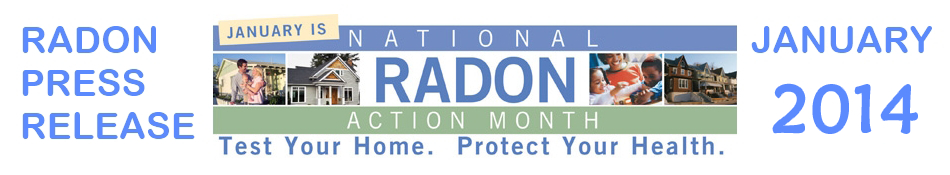 RADON
PRESS
RELEASE
JANUARY IS
NATIONAL
RADON
ACTION MONTH
Test Your Home. Protect Your Health.
JANUARY
2014